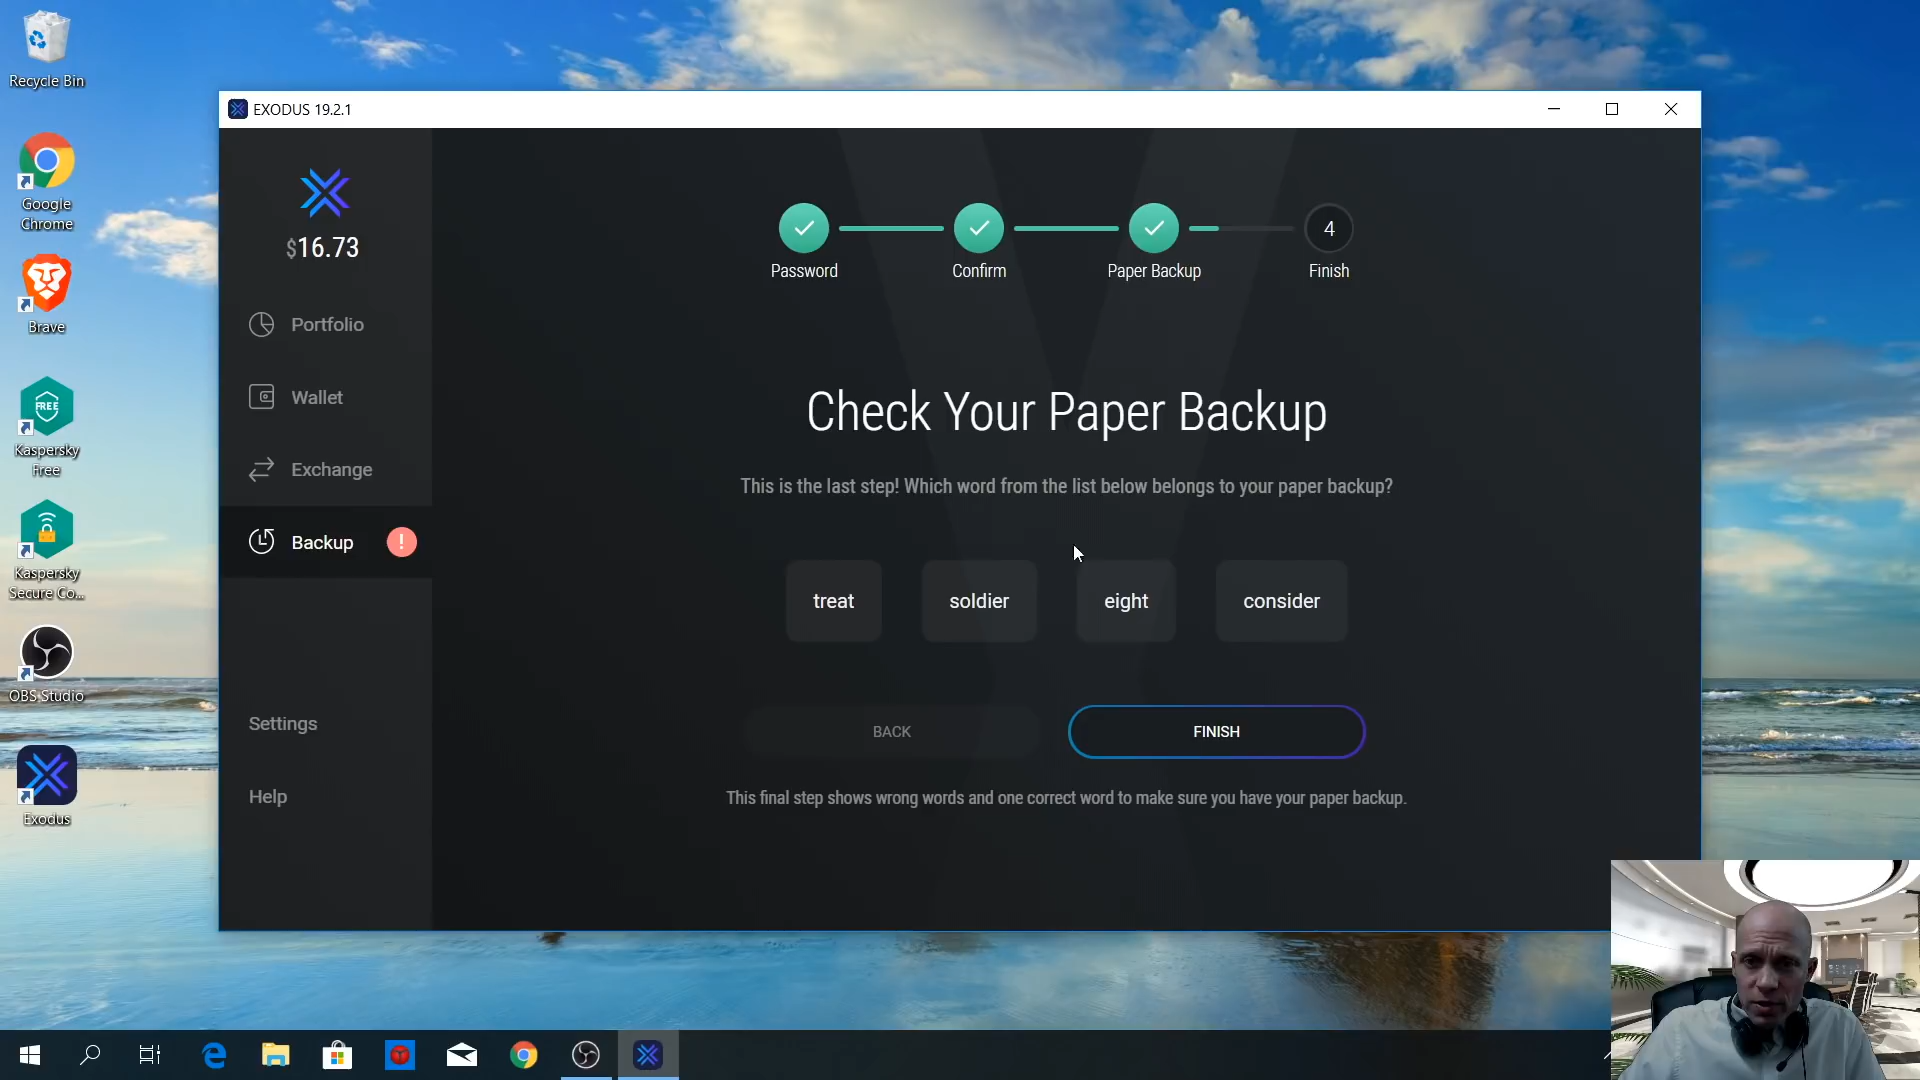 Recycle Bin
Google
Chrome
Brave
FREE
Kaspersky
Free
Kaspersky
Secure Co...
OBS Studio
Exodus
EXODUS 19.2.1
$16.73
Portfolio
Wallet
Exchange
Backup
!
Settings
Help
4
Password
Confirm
Paper Backup
Finish
Check Your Paper Backup
This is the last step! Which word from the list below belongs to your paper backup?
treat
soldier
eight
consider
BACK
FINISH
This final step shows wrong words and one correct word to make sure you have your paper backup.